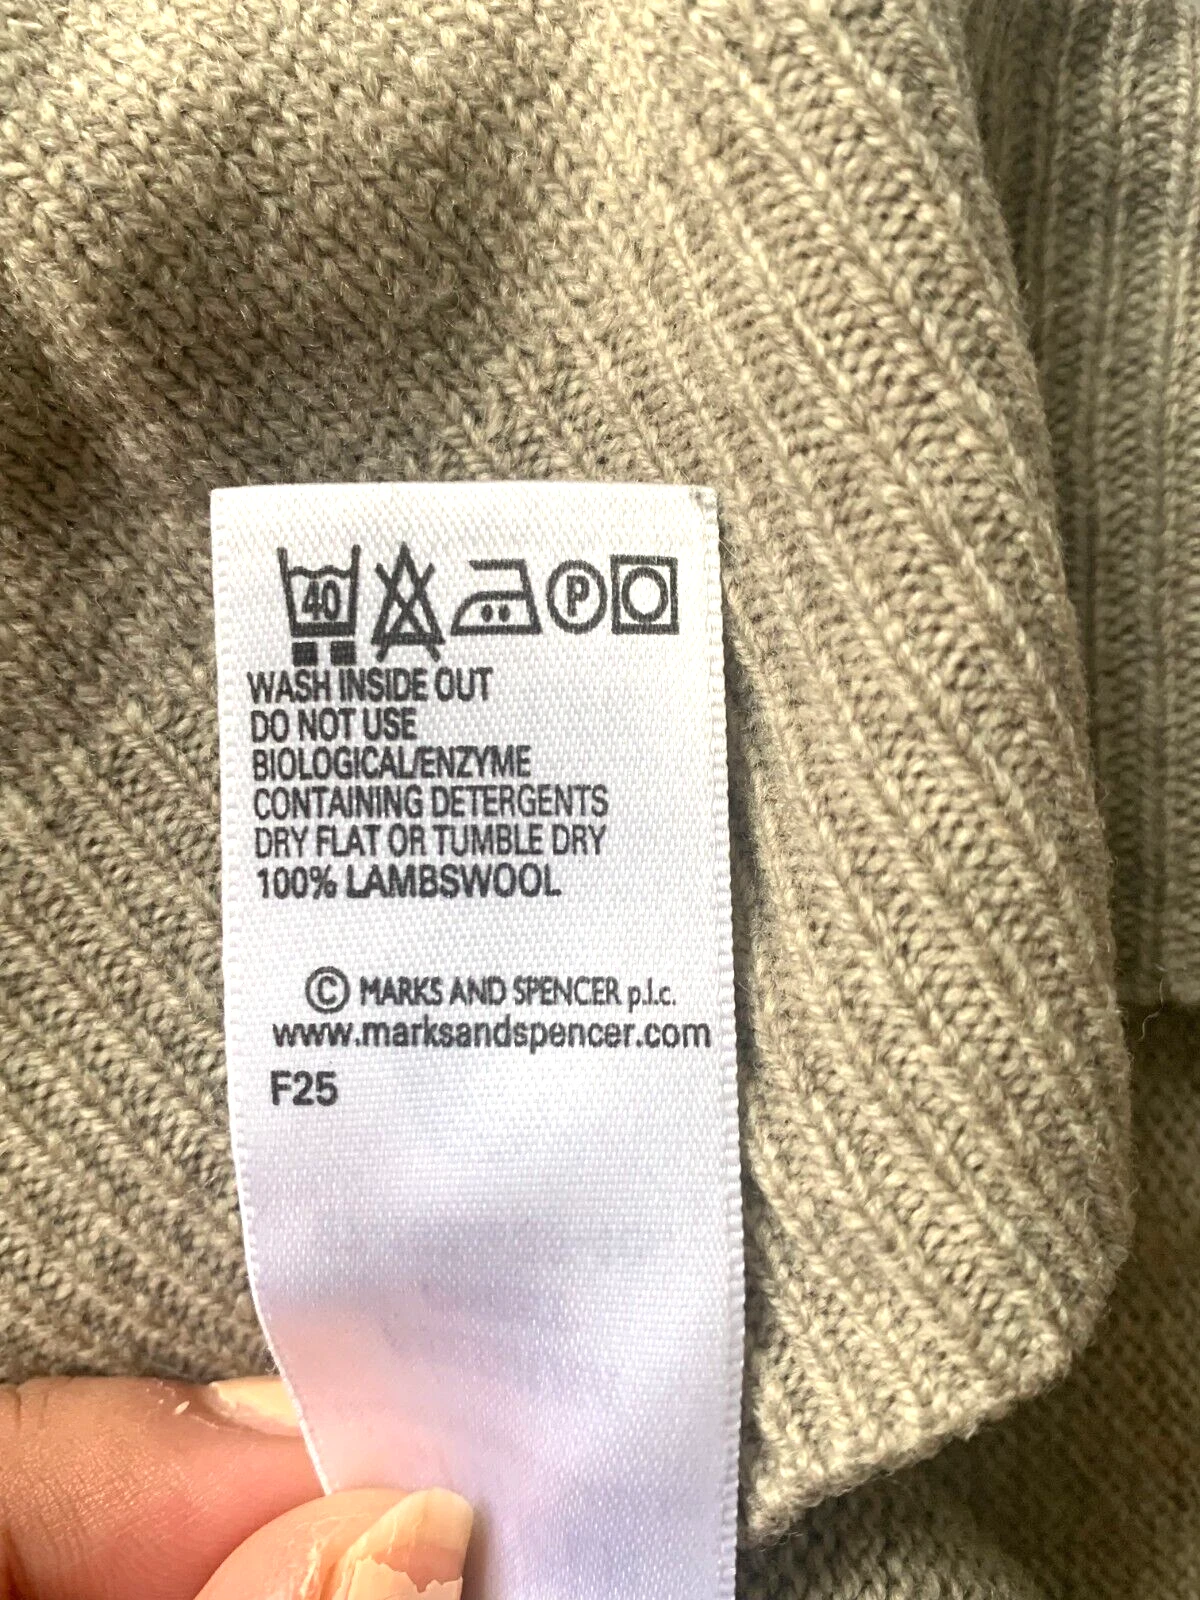 40 P
WASH INSIDE OUT
DO NOT USE
BIOLOGICAL/ENZYME
CONTAINING DETERGENTS
DRY FLAT OR TUMBLE DRY
100% LAMBSWOOL
© MARKS AND SPENCER p.l.c.
www.marksandspencer.com
F25